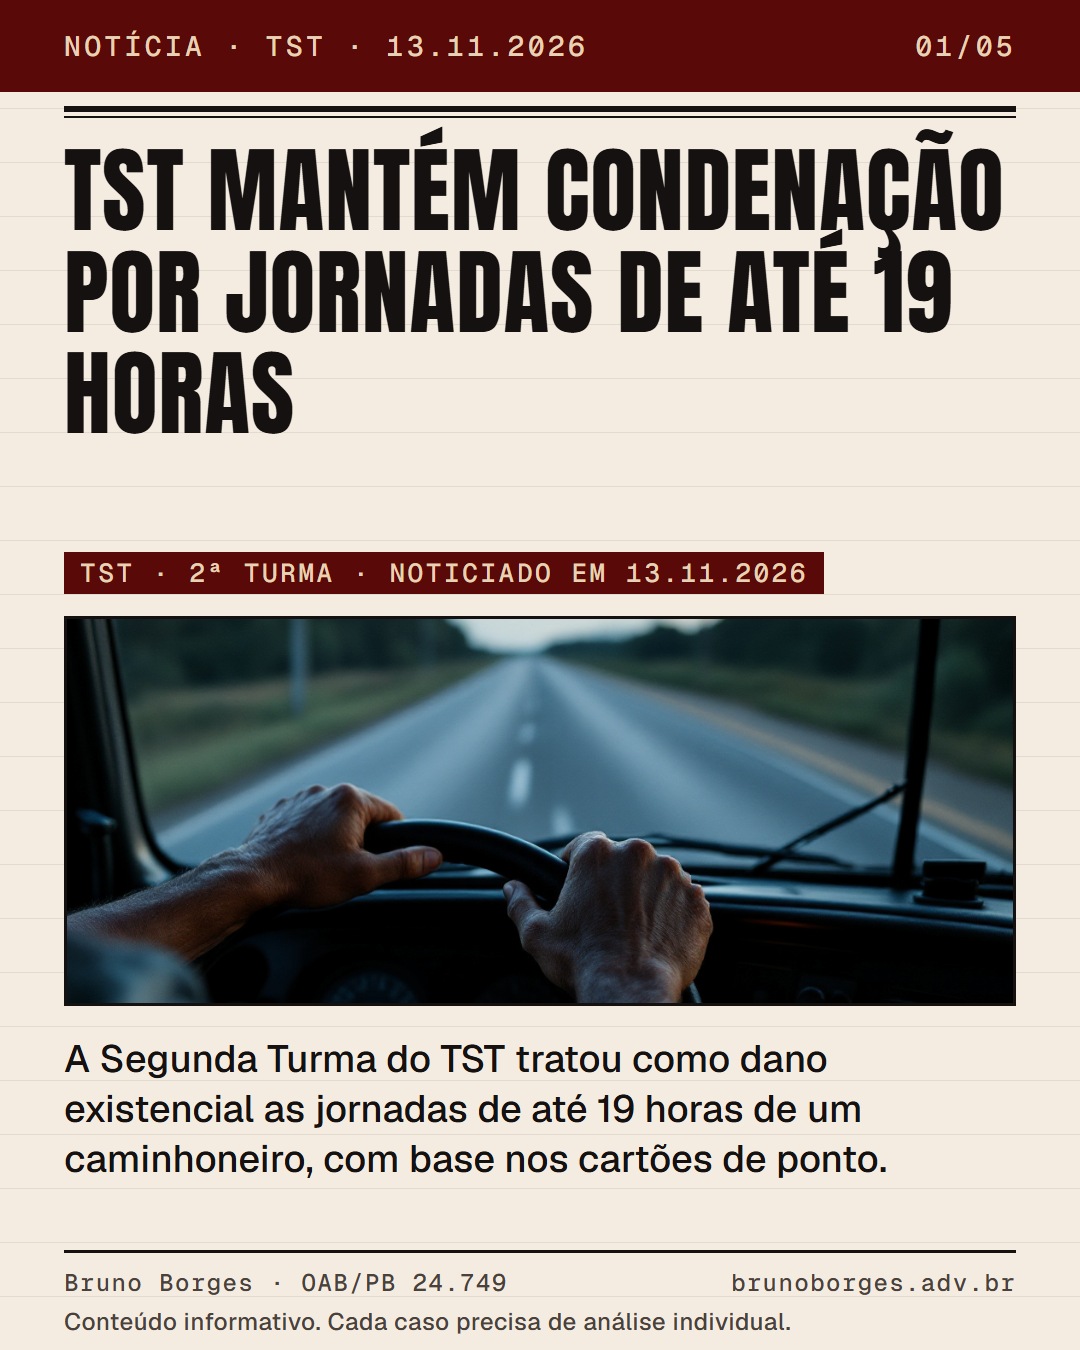 NOTÍCIA · TST · 13.11.2026
01/05
TST MANTÉM CONDENAÇÃO
POR JORNADAS DE ATÉ 19
HORAS
TST · 2ª TURMA · NOTICIADO EM 13.11.2026
A Segunda Turma do TST tratou como dano
existencial as jornadas de até 19 horas de um
caminhoneiro, com base nos cartões de ponto.
Bruno Borges · OAB/PB 24.749
brunoborges.adv.br
Conteúdo informativo. Cada caso precisa de análise individual.